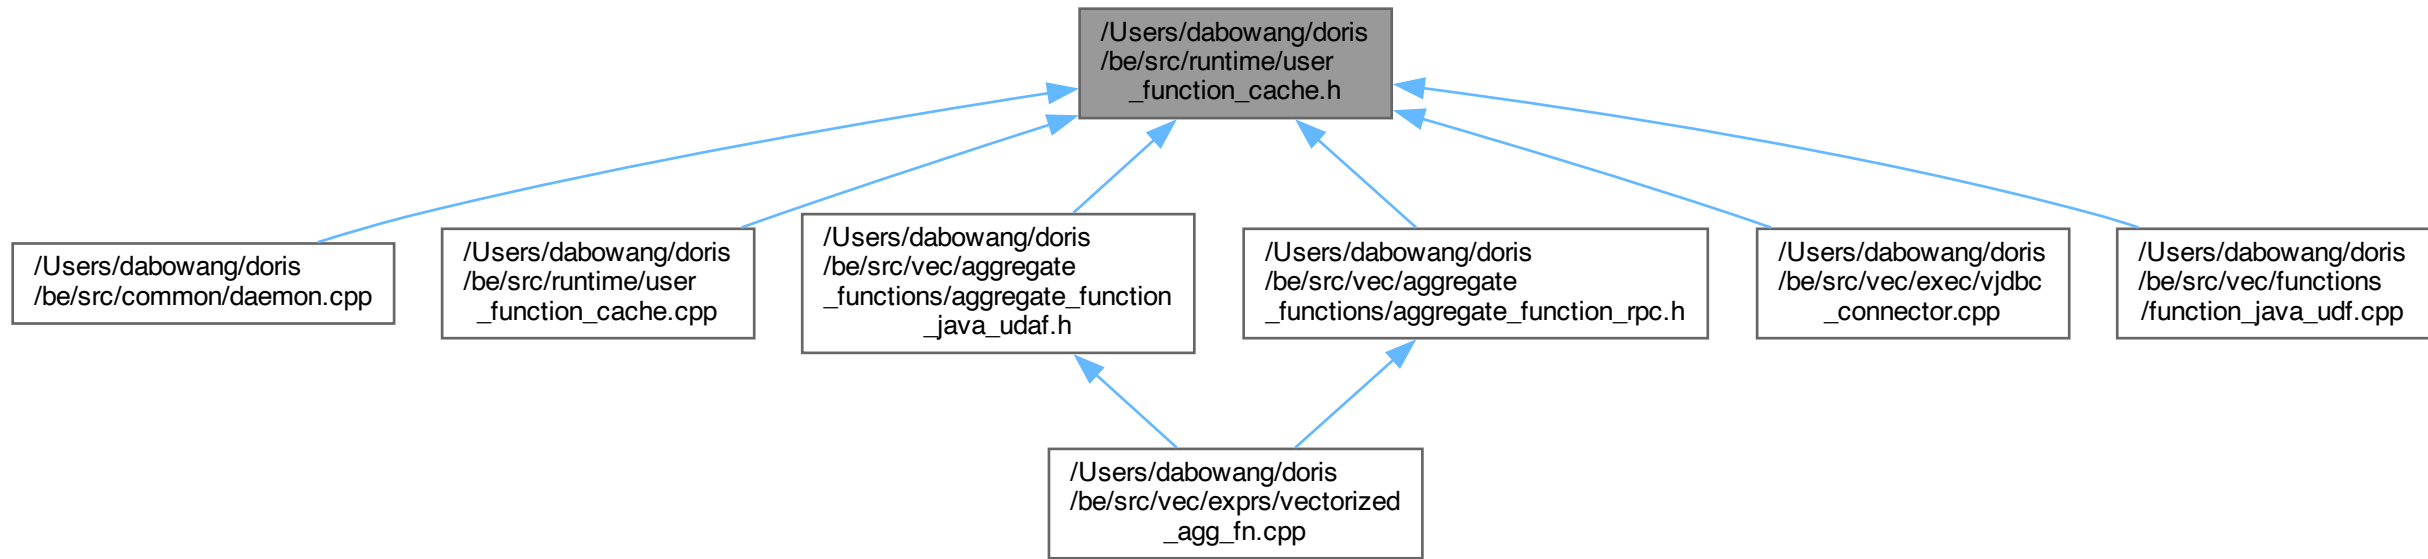 /Users/dabowang/doris
/be/src/runtime/user
_function_cache.h
/Users/dabowang/doris
/be/src/common/daemon.cpp
/Users/dabowang/doris
/be/src/runtime/user
_function_cache.cpp
/Users/dabowang/doris
/be/src/vec/aggregate
_functions/aggregate_function
_java_udaf.h
/Users/dabowang/doris
/be/src/vec/aggregate
_functions/aggregate_function_rpc.h
/Users/dabowang/doris
/be/src/vec/exec/vjdbc
_connector.cpp
/Users/dabowang/doris
/be/src/vec/functions
/function_java_udf.cpp
/Users/dabowang/doris
/be/src/vec/exprs/vectorized
_agg_fn.cpp